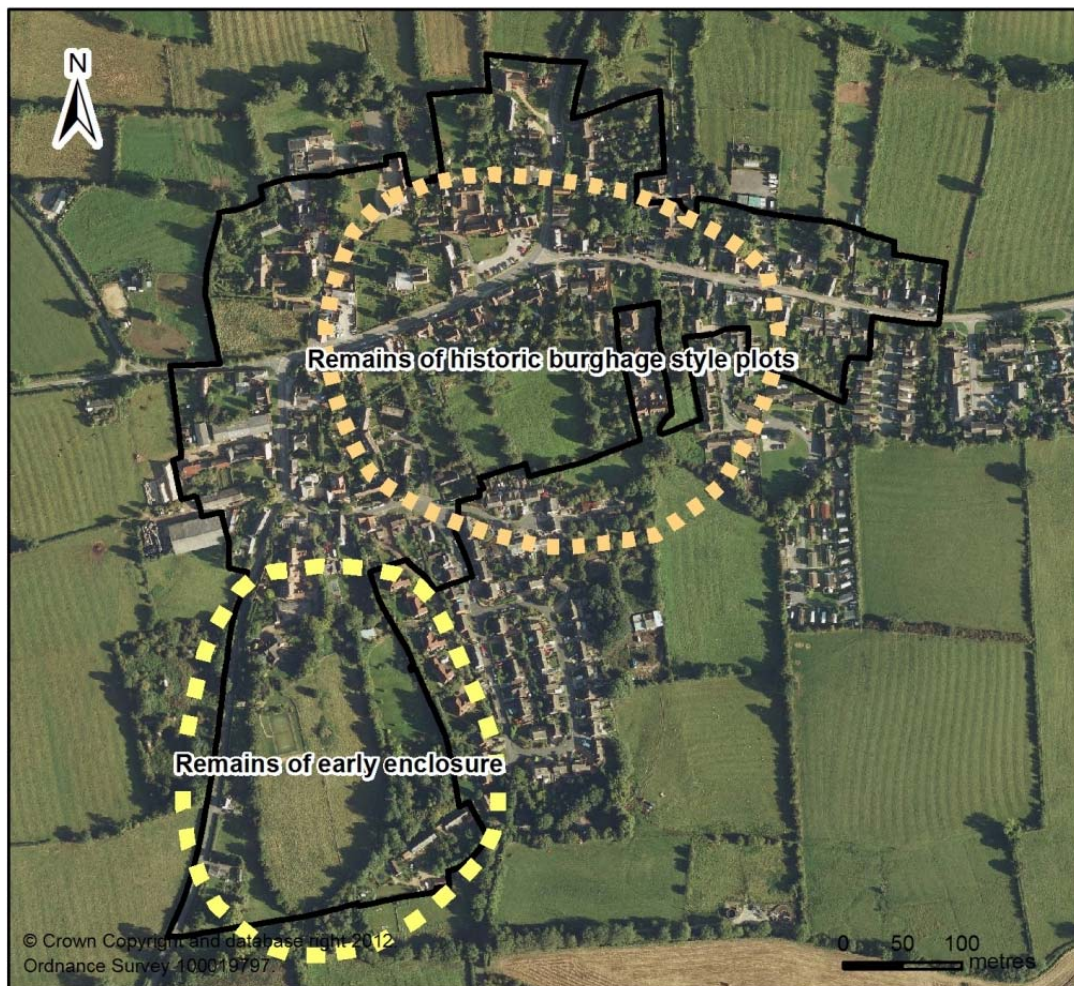 N
Remains of historic burghage style plots
Remains of early enclosure
© Crown Copyright and database right 2012.
Ordnance Survey 100019797.
0 50 100
metres